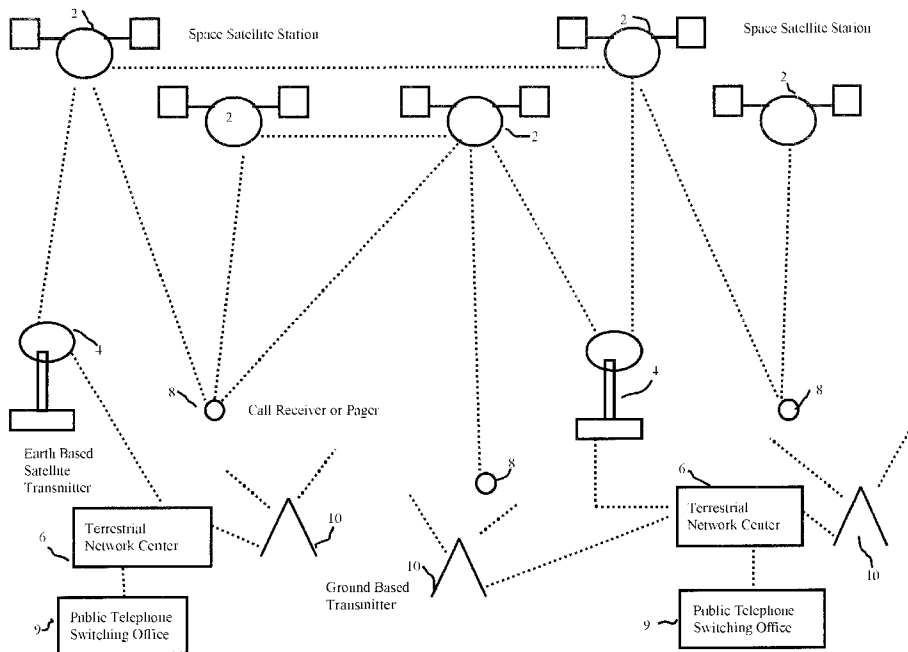 2
Space Satellite Station
2
Space Satellite Station
2
2
2
4
8
Call Receiver or Pager
4
8
Earth Based
Satellite
Transmitter
8
6
Terrestrial
Network Center
6
10
Terrestrial
Network Center
10
10
Ground Based
Transmitter
9
Public Telephone
Switching Office
9
Public Telephone
Switching Office